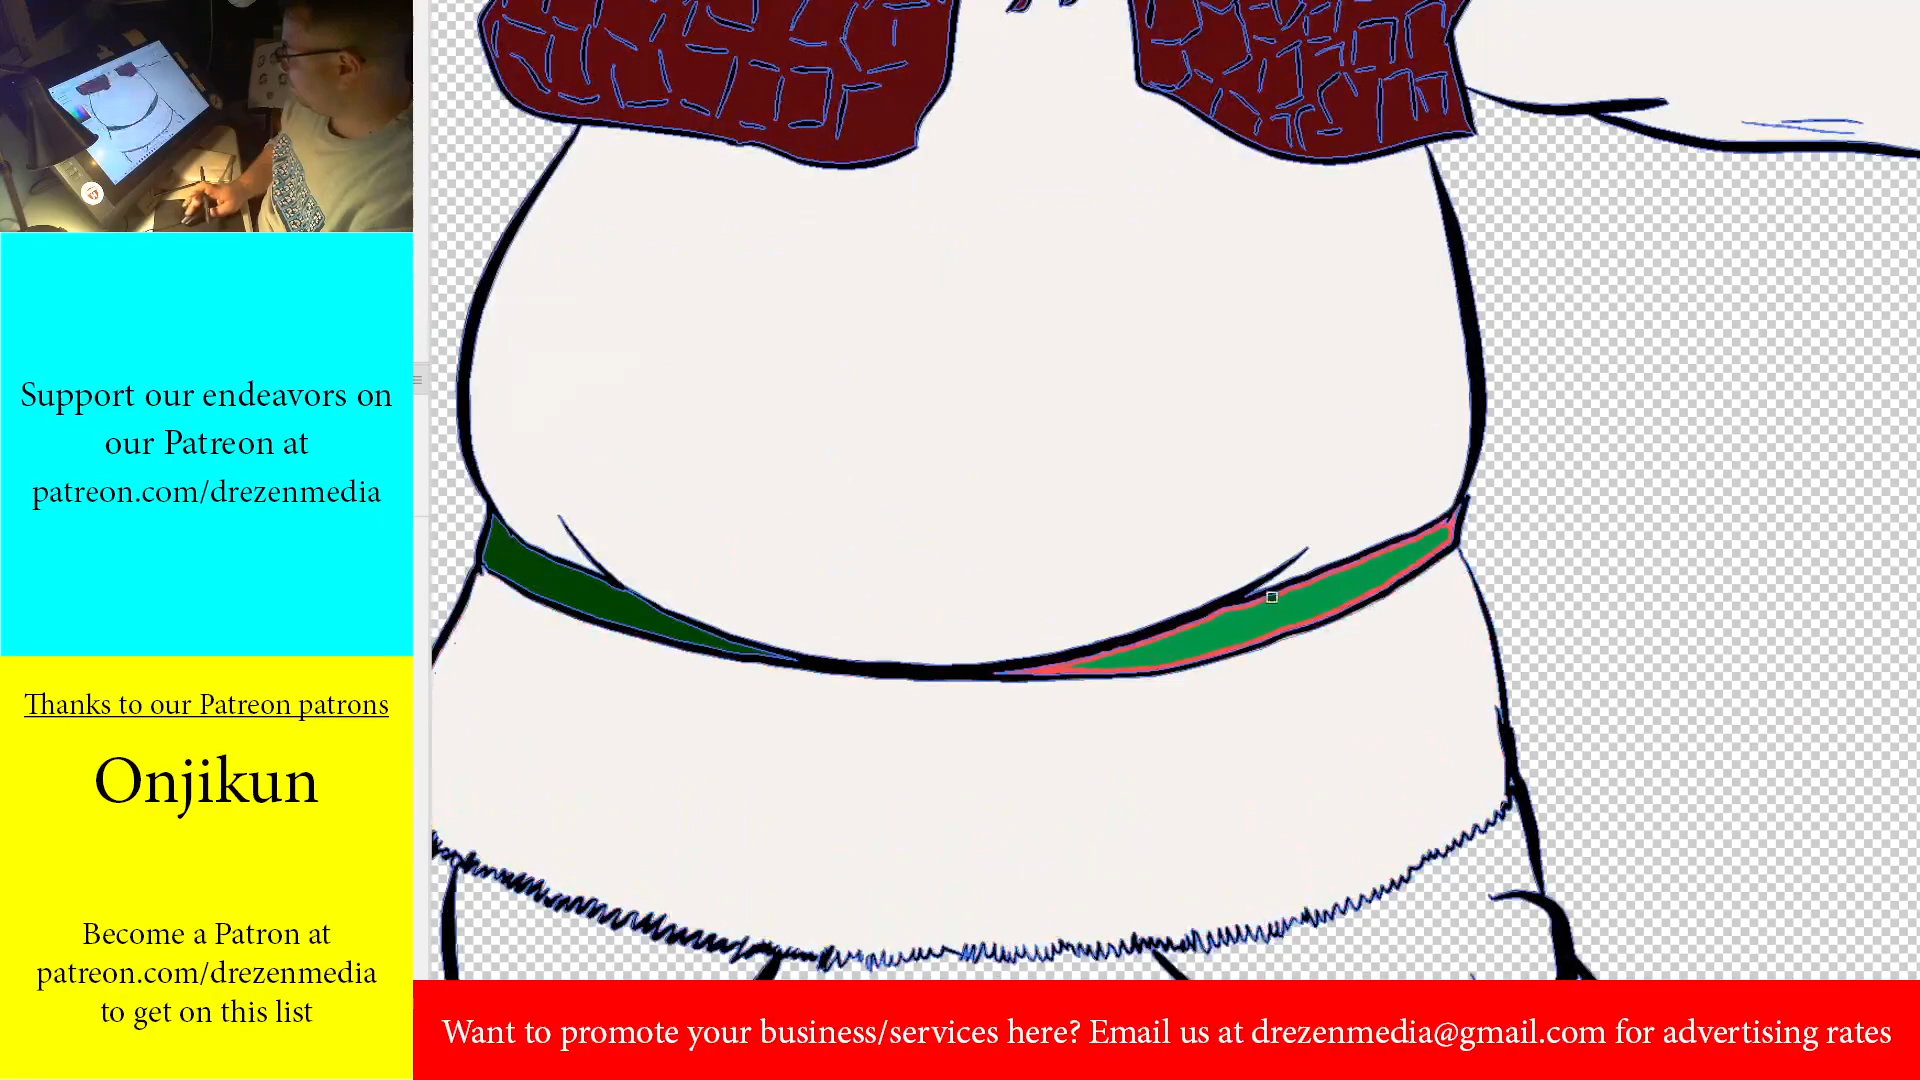 Support our endeavors on
our Patreon at
patreon.com/drezenmedia
Thanks to our Patreon patrons
Onjikun
Become a Patron at
patreon.com/drezenmedia
to get on this list
Want to promote your business/services here? Email us at drezenmedia@gmail.com for advertising rates